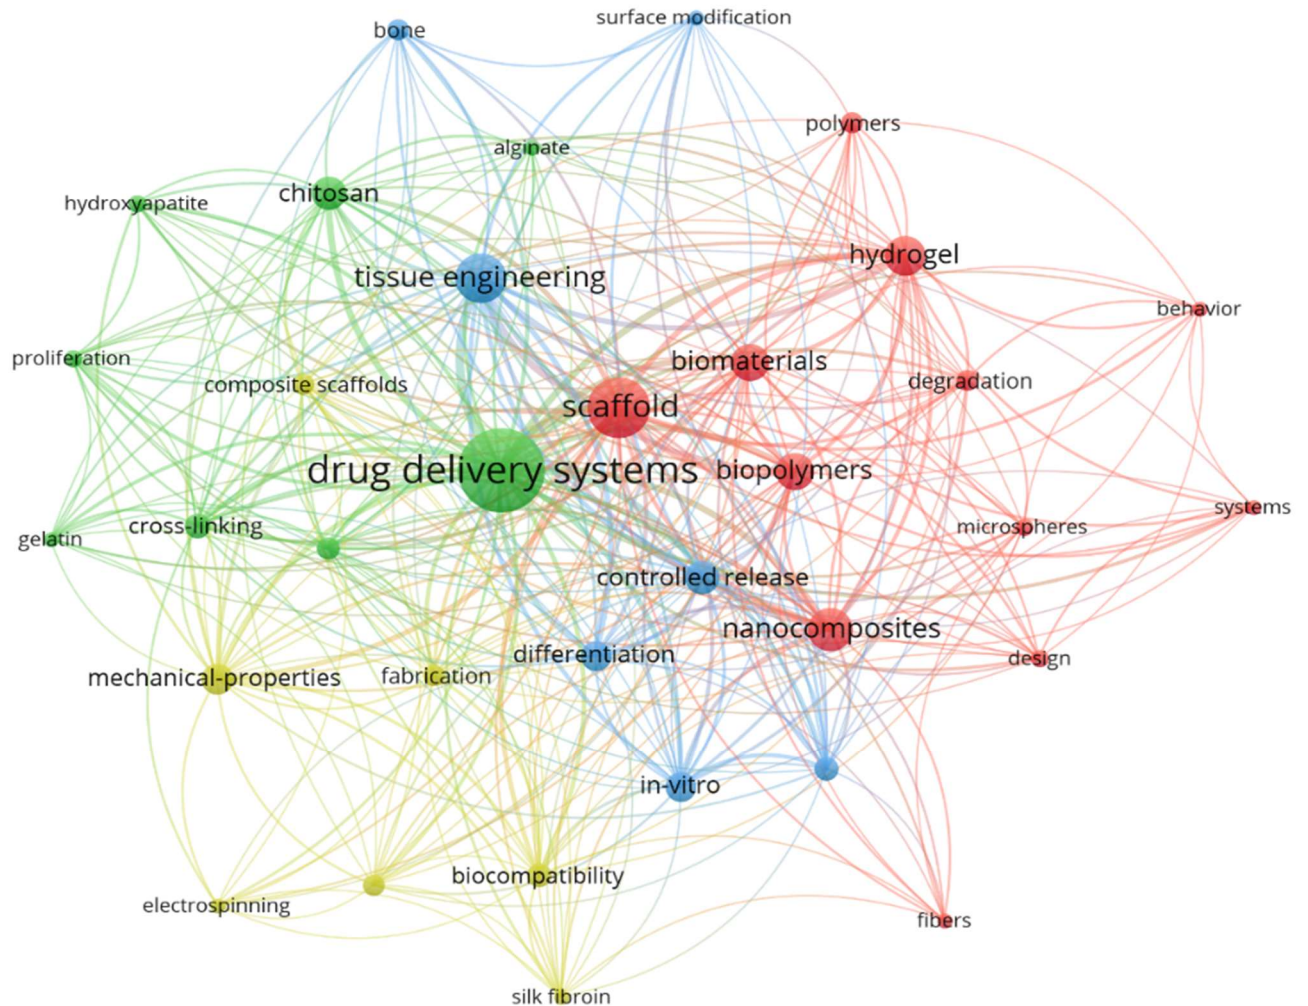 surface modification
bone
polymers
alginate
chitosan
hydroxyapatite
hydrogel
tissue engineering
behavior
proliferation
biomaterials
degradation
composite scaffolds
scaffold
drug delivery systems
biopolymers
systems
cross-linking
microspheres
gelatin
controlled release
nanocomposites
differentiation
design
mechanical-properties
fabrication
in-vitro
biocompatibility
electrospinning
fibers
silk fibroin